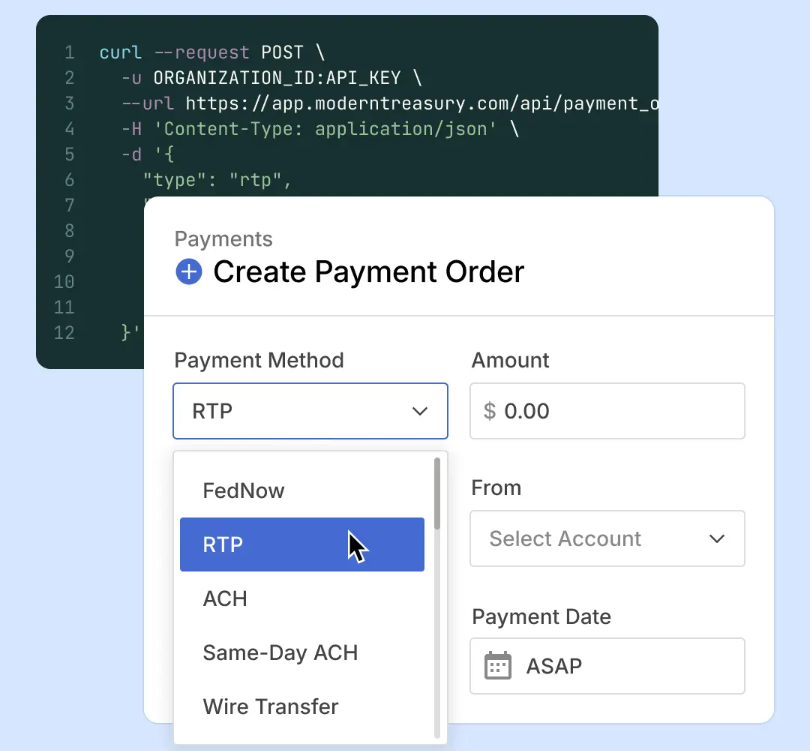 1 curl --request POST \
2 -u ORGANIZATION_ID:API_KEY \
3 --url https://app.moderntreasury.com/api/payment_o
4 -H 'Content-Type: application/json' \
5 -d '{
6 "type": "rtp",
7
8
9
10
11
12 }'
Payments
Create Payment Order
Payment Method
RTP
FedNow
RTP
ACH
Same-Day ACH
Wire Transfer
Amount
$ 0.00
From
Select Account
Payment Date
ASAP